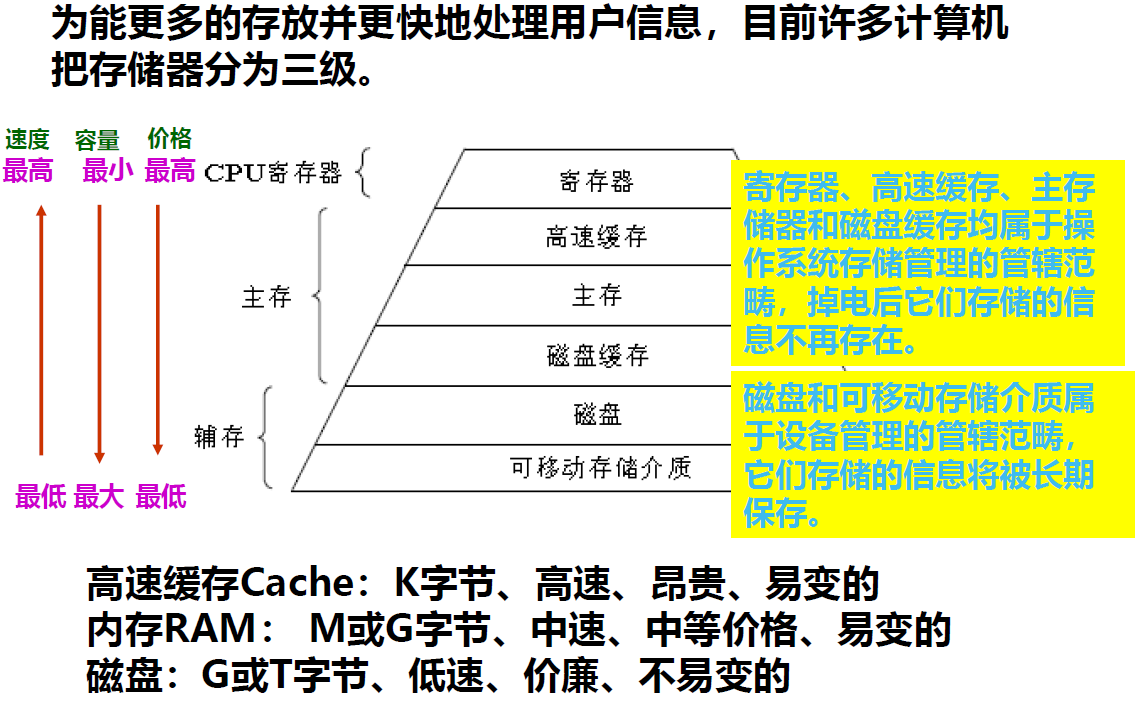 为能更多的存放并更快地处理用户信息，目前许多计算机
把存储器分为三级。
速度 容量 价格
最高 最小 最高
CPU寄存器
寄存器
高速缓存
主存
主存
磁盘缓存
辅存
磁盘
可移动存储介质
最低 最大 最低
寄存器、高速缓存、主存
储器和磁盘缓存均属于操
作系统存储管理的管辖范
畴，掉电后它们存储的信
息不再存在。
磁盘和可移动存储介质属
于设备管理的管辖范畴，
它们存储的信息将被长期
保存。
高速缓存Cache：K字节、高速、昂贵、易变的
内存RAM： M或G字节、中速、中等价格、易变的
磁盘：G或T字节、低速、价廉、不易变的